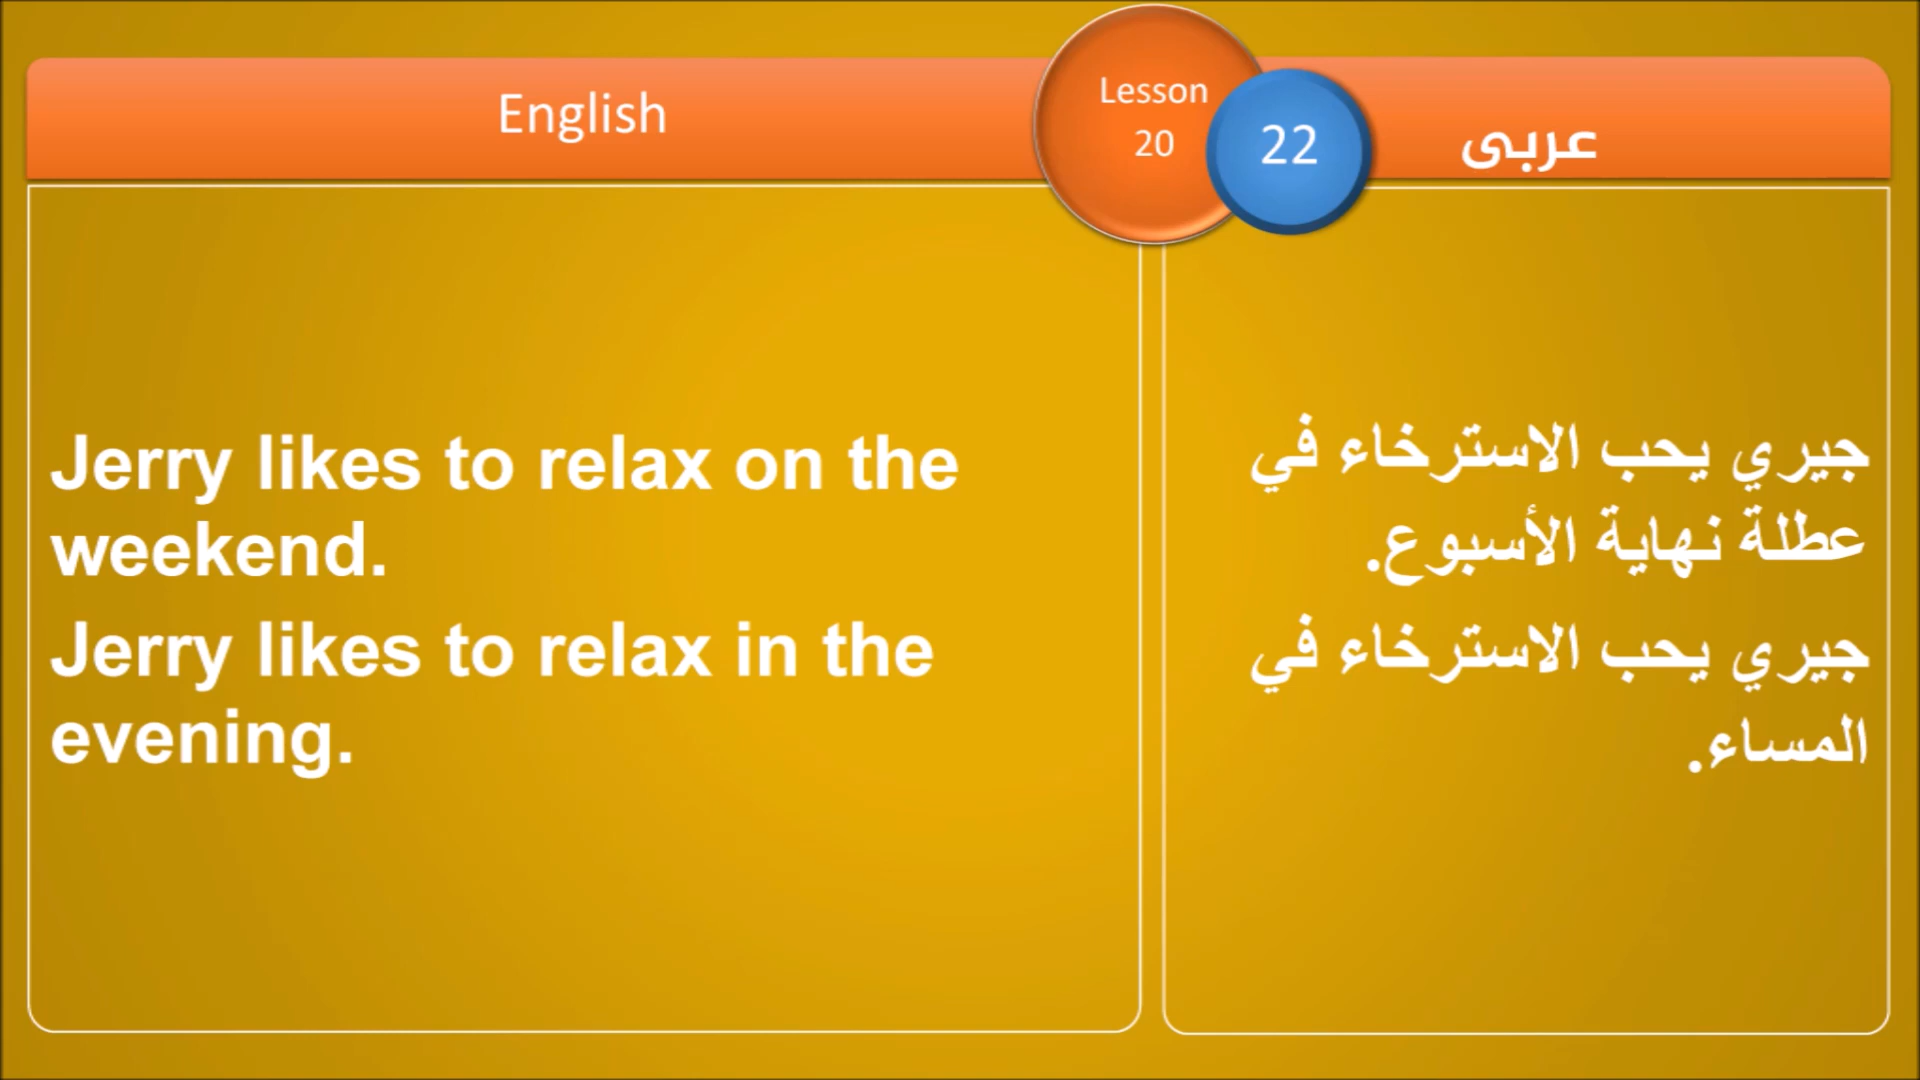 English
Lesson
20
22
عربى
Jerry likes to relax on the
weekend.
Jerry likes to relax in the
evening.
جيري يحب الاسترخاء في
عطلة نهاية الأسبوع.
جيري يحب الاسترخاء في
المساء.